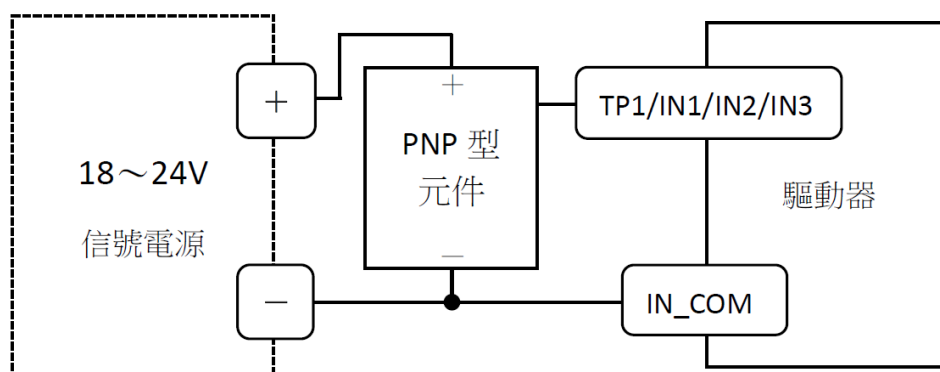 18～24V
信號電源
＋
－
＋
PNP 型
元件
－
TP1/IN1/IN2/IN3
驅動器
IN_COM